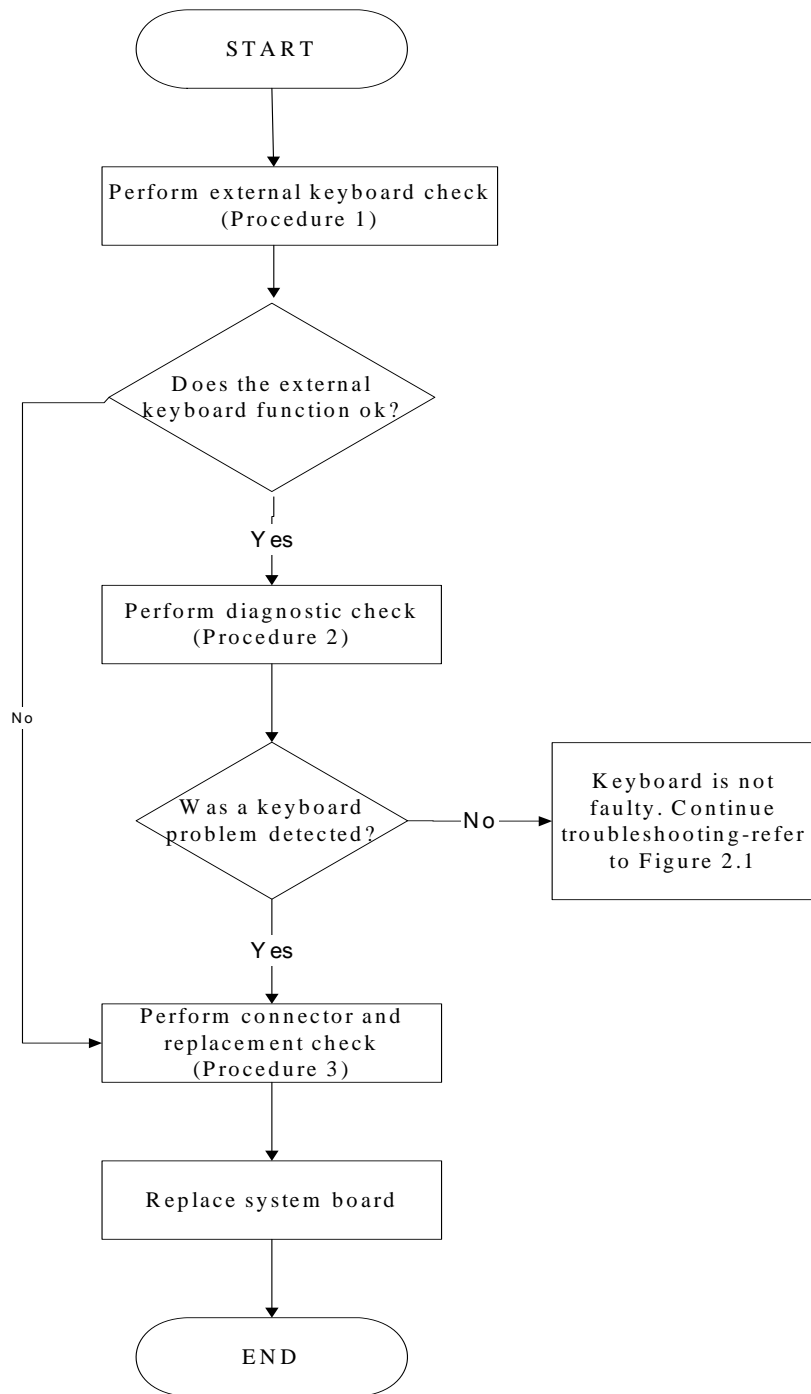 START
Perform external keyboard check
(Procedure 1)
Does the external
keyboard function ok?
Yes
Perform diagnostic check
(Procedure 2)
No
Was a keyboard
problem detected?
No
Keyboard is not
faulty. Continue
troubleshooting-refer
to Figure 2.1
Yes
Perform connector and
replacement check
(Procedure 3)
Replace system board
END